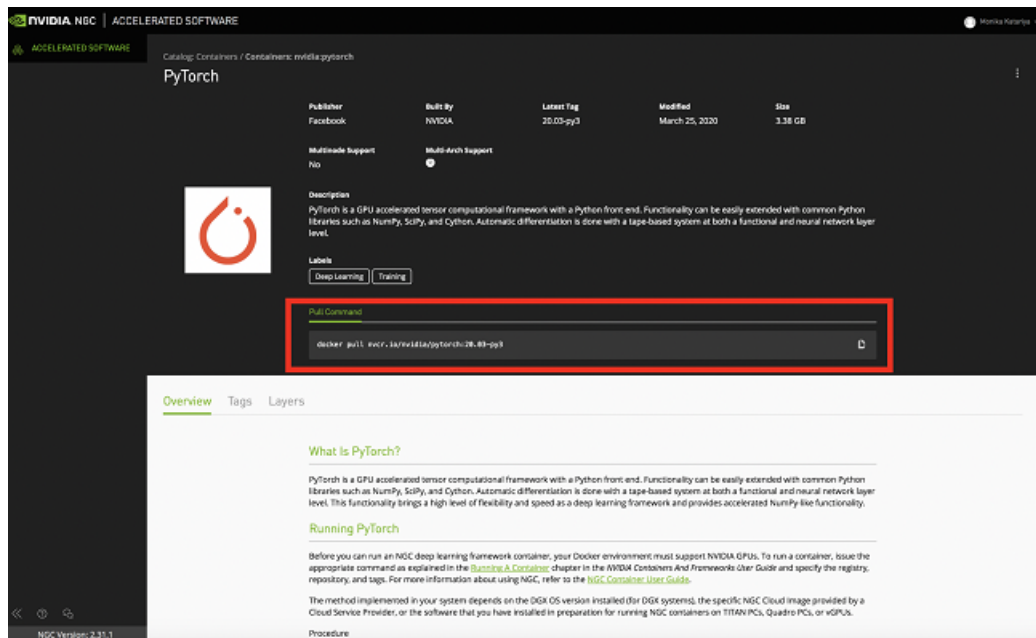 NVIDIA. NGC | ACCELERATED SOFTWARE
Monika Katariya
ACCELERATED SOFTWARE
Catalog: Containers / Containers: nvidia:pytorch
PyTorch
Publisher Built By Latest Tag Modified Size
Facebook NVIDIA 20.03-py3 March 25, 2020 3.38 GB
Multinode Support Multi-Arch Support
No
Description
PyTorch is a GPU accelerated tensor computational framework with a Python front end. Functionality can be easily extended with common Python
libraries such as NumPy, SciPy, and Cython. Automatic differentiation is done with a tape-based system at both a functional and neural network layer
level.
Labels
Deep Learning Training
Pull Command
docker pull nvcr.io/nvidia/pytorch:20.03-py3
Overview Tags Layers
What Is PyTorch?
PyTorch is a GPU accelerated tensor computational framework with a Python front end. Functionality can be easily extended with common Python
libraries such as NumPy, SciPy, and Cython. Automatic differentiation is done with a tape-based system at both a functional and neural network layer
level. This functionality brings a high level of flexibility and speed as a deep learning framework and provides accelerated NumPy-like functionality.
Running PyTorch
Before you can run an NGC deep learning framework container, your Docker environment must support NVIDIA GPUs. To run a container, issue the
appropriate command as explained in the Running A Container chapter in the NVIDIA Containers And Frameworks User Guide and specify the registry,
repository, and tags. For more information about using NGC, refer to the NGC Container User Guide.
The method implemented in your system depends on the DGX OS version installed (for DGX systems), the specific NGC Cloud Image provided by a
Cloud Service Provider, or the software that you have installed in preparation for running NGC containers on TITAN PCs, Quadro PCs, or vGPUs.
Procedure
NGC Version: 2.31.1